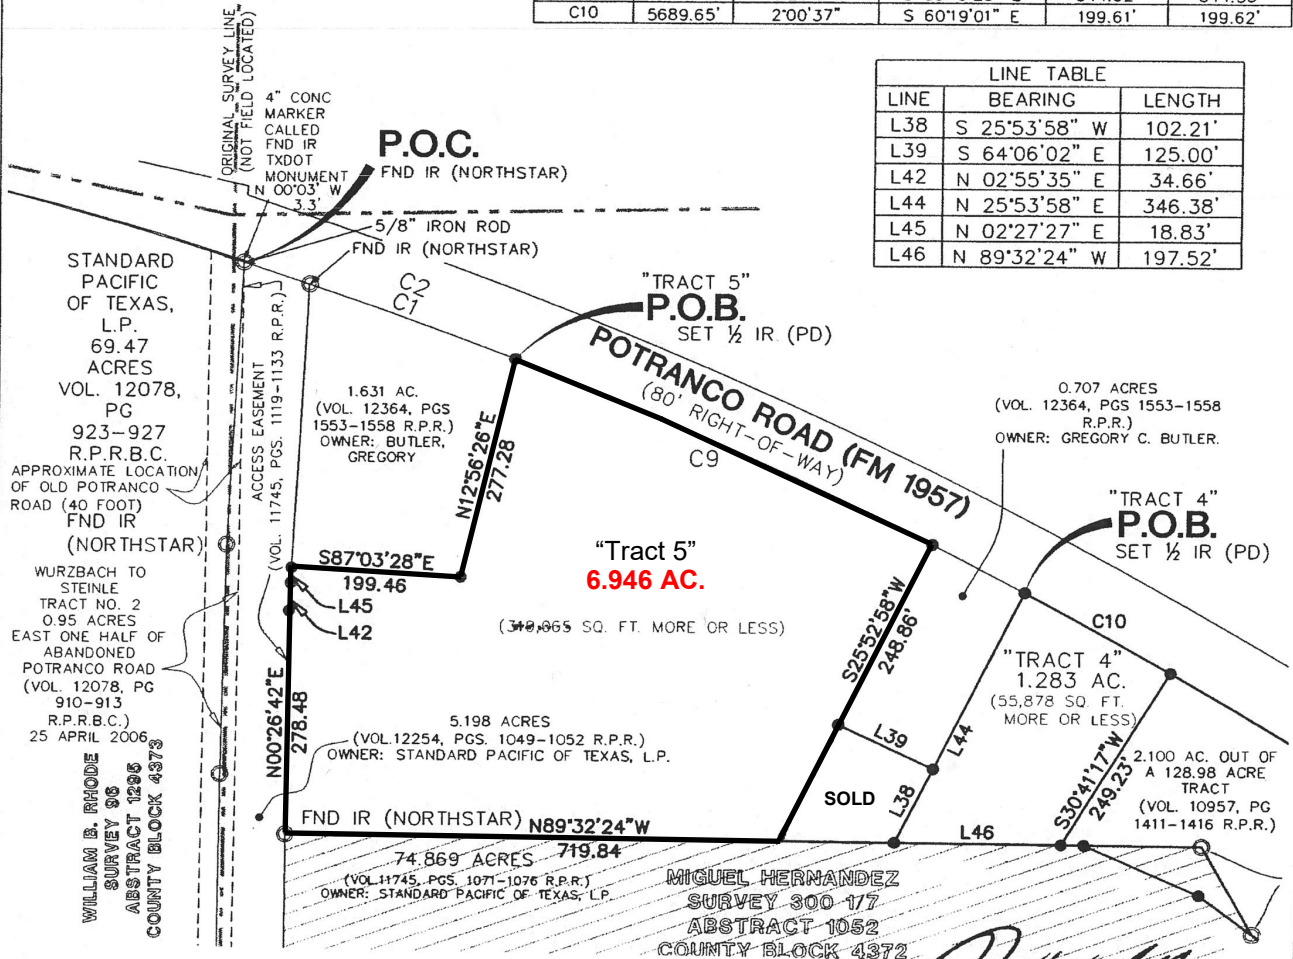 C10 5689.65' 2°00'37" S 60°19'01" E 199.61' 199.62'
LINE TABLE
LINE BEARING LENGTH
L38 S 25°53'58" W 102.21'
L39 S 64°06'02" E 125.00'
L42 N 02°55'35" E 34.66'
L44 N 25°53'58" E 346.38'
L45 N 02°27'27" E 18.83'
L46 N 89°32'24" W 197.52'
ORIGINAL SURVEY LINE
(NOT FIELD LOCATED)
4" CONC
MARKER
CALLED
FND IR
TXDOT
MONUMENT
N 00°03' W
3.3'
P.O.C.
FND IR (NORTHSTAR)
5/8" IRON ROD
FND IR (NORTHSTAR)
C2
C1
"TRACT 5"
P.O.B.
SET ½ IR (PD)
POTRANCO ROAD (FM 1957)
(80' RIGHT-OF-WAY)
C9
STANDARD
PACIFIC
OF TEXAS,
L.P.
69.47
ACRES
VOL. 12078,
PG
923-927
R.P.R.B.C.
APPROXIMATE LOCATION
OF OLD POTRANCO
ROAD (40 FOOT)
FND IR
(NORTHSTAR)
WURZBACH TO
STEINLE
TRACT NO. 2
0.95 ACRES
EAST ONE HALF OF
ABANDONED
POTRANCO ROAD
(VOL. 12078, PG
910-913
R.P.R.B.C.)
25 APRIL 2006
WILLIAM B. RHODE
SURVEY 96
ABSTRACT 1295
COUNTY BLOCK 4373
ACCESS EASEMENT
(VOL. 11745, PGS. 1119-1133 R.P.R.)
1.631 AC.
(VOL. 12364, PGS
1553-1558 R.P.R.)
OWNER: BUTLER,
GREGORY
N12°56'26"E
277.28
S87°03'28"E
199.46
L45
L42
"Tract 5"
6.946 AC.
SQ. FT. MORE OR LESS)
0.707 ACRES
(VOL. 12364, PGS 1553-1558
R.P.R.)
OWNER: GREGORY C. BUTLER.
"TRACT 4"
P.O.B.
SET ½ IR (PD)
C10
S25°52'58"W
248.86'
"TRACT 4"
1.283 AC.
(55,878 SQ. FT.
MORE OR LESS)
L39
L44
L38
SOLD
L46
S30°41'17"W
249.23'
2.100 AC. OUT OF
A 128.98 ACRE
TRACT
(VOL. 10957, PG
1411-1416 R.P.R.)
N00°26'42"E
278.48
5.198 ACRES
(VOL.12254, PGS. 1049-1052 R.P.R.)
OWNER: STANDARD PACIFIC OF TEXAS, L.P.
FND IR (NORTHSTAR)
N89°32'24"W
719.84
74.869 ACRES
(VOL.11745, PGS. 1071-1076 R.P.R.)
OWNER: STANDARD PACIFIC OF TEXAS, L.P.
MIGUEL HERNANDEZ
SURVEY 300 1/7
ABSTRACT 1052
COUNTY BLOCK 4372